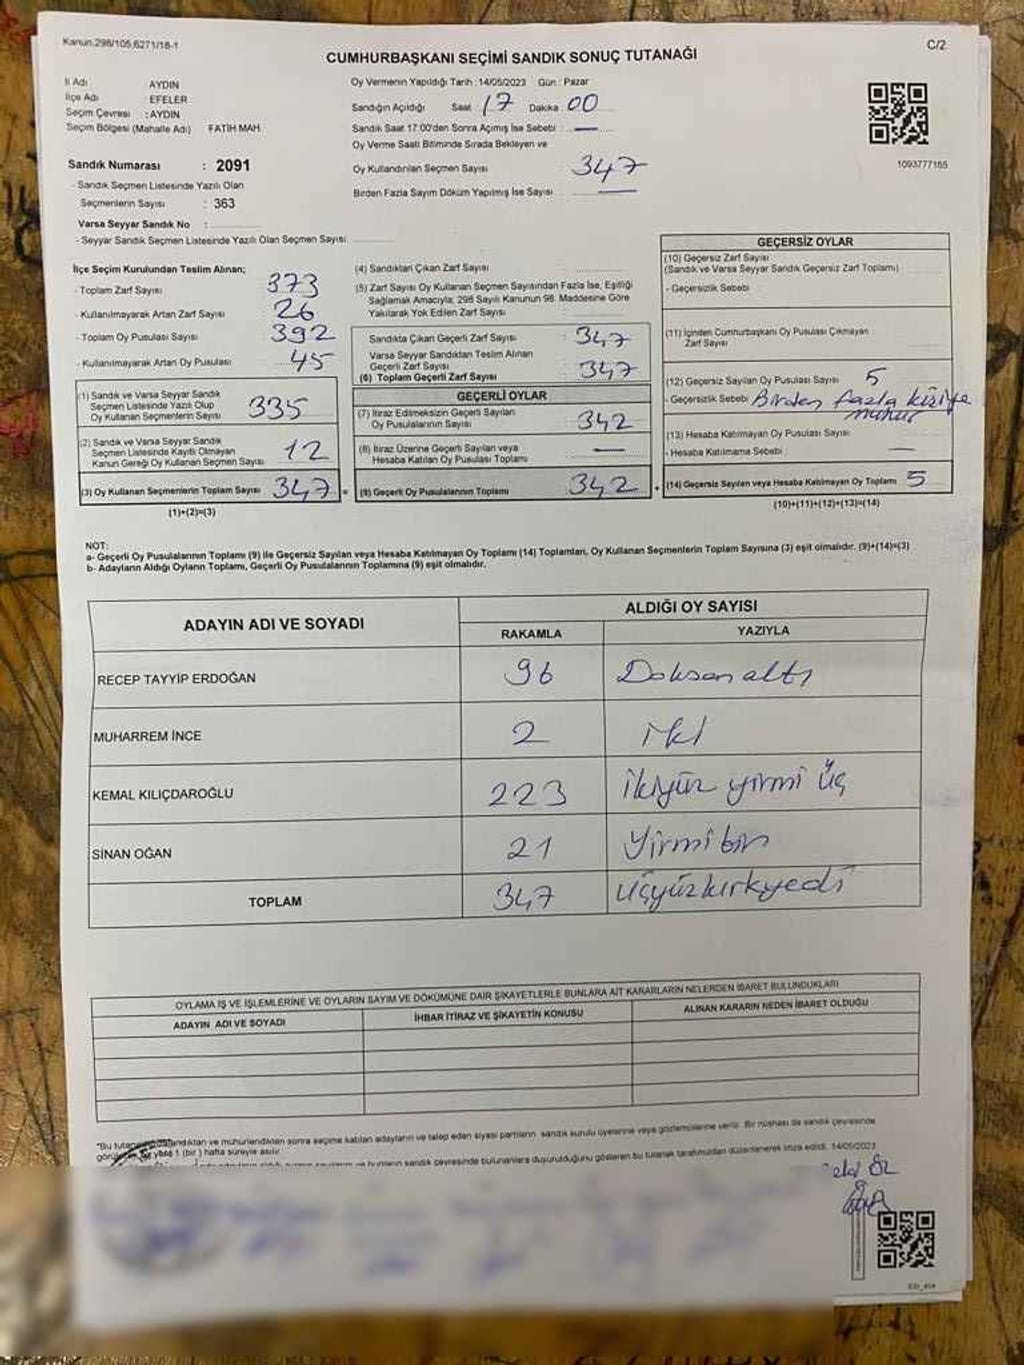 Kanun:298/105,6271/18-1
C/2
CUMHURBAŞKANI SEÇİMİ SANDIK SONUÇ TUTANAĞI
İl Adı AYDIN
İlçe Adı : EFELER
Seçim Çevresi : AYDIN
Seçim Bölgesi (Mahalle Adı) FATİH MAH.
Sandık Numarası : 2091
- Sandık Seçmen Listesinde Yazılı Olan
Seçmenlerin Sayısı : 363
Varsa Seyyar Sandık No :
- Seyyar Sandık Seçmen Listesinde Yazılı Olan Seçmen Sayısı
Oy Vermenin Yapıldığı Tarih : 14/05/2023 Gün : Pazar
Sandığın Açıldığı Saat 17 Dakika 00
Sandık Saat 17:00'den Sonra Açılmış İse Sebebi : —
Oy Verme Saati Bitiminde Sırada Bekleyen ve
Oy Kullandırılan Seçmen Sayısı 347
Birden Fazla Sayım Döküm Yapılmış İse Sayısı —
1093777165
İlçe Seçim Kurulundan Teslim Alınan;
- Toplam Zarf Sayısı 373
- Kullanılmayarak Artan Zarf Sayısı 26
- Toplam Oy Pusulası Sayısı 392
- Kullanılmayarak Artan Oy Pusulası 45
(1) Sandık ve Varsa Seyyar Sandık
Seçmen Listesinde Yazılı Olup
Oy Kullanan Seçmenlerin Sayısı 335
(2) Sandık ve Varsa Seyyar Sandık
Seçmen Listesinde Kayıtlı Olmayan
Kanun Gereği Oy Kullanan Seçmen Sayısı 12
(3) Oy Kullanan Seçmenlerin Toplam Sayısı 347 =
(1)+(2)=(3)
(4) Sandıktan Çıkan Zarf Sayısı
(5) Zarf Sayısı Oy Kullanan Seçmen Sayısından Fazla İse, Eşitliği
Sağlamak Amacıyla, 298 Sayılı Kanunun 98. Maddesine Göre
Yakılarak Yok Edilen Zarf Sayısı
Sandıkta Çıkan Geçerli Zarf Sayısı 347
Varsa Seyyar Sandıktan Teslim Alınan
Geçerli Zarf Sayısı
(6) Toplam Geçerli Zarf Sayısı 347
GEÇERLİ OYLAR
(7) İtiraz Edilmeksizin Geçerli Sayılan
Oy Pusulalarının Sayısı 342
(8) İtiraz Üzerine Geçerli Sayılan veya
Hesaba Katılan Oy Pusulası Toplamı —
(9) Geçerli Oy Pusulalarının Toplamı 342 +
GEÇERSİZ OYLAR
(10) Geçersiz Zarf Sayısı
(Sandık ve Varsa Seyyar Sandık Geçersiz Zarf Toplamı)
- Geçersizlik Sebebi
(11) İçinden Cumhurbaşkanı Oy Pusulası Çıkmayan
Zarf Sayısı
(12) Geçersiz Sayılan Oy Pusulası Sayısı 5
- Geçersizlik Sebebi Birden fazla kişiye
mühür
(13) Hesaba Katılmayan Oy Pusulası Sayısı
- Hesaba Katılmama Sebebi : —
(14) Geçersiz Sayılan veya Hesaba Katılmayan Oy Toplamı 5
(10)+(11)+(12)+(13)=(14)
NOT:
a- Geçerli Oy Pusulalarının Toplamı (9) ile Geçersiz Sayılan veya Hesaba Katılmayan Oy Toplamı (14) Toplamları, Oy Kullanan Seçmenlerin Toplam Sayısına (3) eşit olmalıdır. (9)+(14)=(3)
b- Adayların Aldığı Oyların Toplamı, Geçerli Oy Pusulalarının Toplamına (9) eşit olmalıdır.
ADAYIN ADI VE SOYADI ALDIĞI OY SAYISI
RAKAMLA YAZIYLA
RECEP TAYYİP ERDOĞAN 96 Doksan altı
MUHARREM İNCE 2 iki
KEMAL KILIÇDAROĞLU 223 ikiyüz yirmi üç
SİNAN OĞAN 21 Yirmi bir
TOPLAM 347 üçyüzkırkyedi
OYLAMA İŞ VE İŞLEMLERİNE VE OYLARIN SAYIM VE DÖKÜMÜNE DAİR ŞİKAYETLERLE BUNLARA AİT KARARLARIN NELERDEN İBARET BULUNDUKLARI
ADAYIN ADI VE SOYADI İHBAR İTİRAZ VE ŞİKAYETİN KONUSU ALINAN KARARIN NEDEN İBARET OLDUĞU
sonra seçime katılan adayların ve talep eden siyasi partilerin sandık kurulu üyelerine veya gözlemcilerine verilir. Bir nüshası da sandık çevresinde
1 (bir) hafta süreyle asılır.
sandık çevresinde bulunanlara duyurulduğunu gösteren bu tutanak tarafımızdan düzenlenerek imza edildi. 14/05/2023